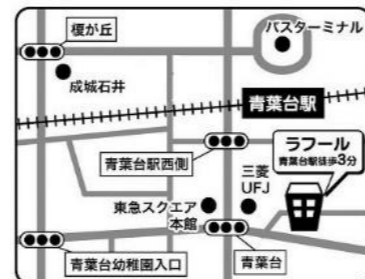 榎が丘
バスターミナル
成城石井
青葉台駅
青葉台駅西側
ラフール
青葉台駅徒歩3分
三菱
UFJ
東急スクエア
本館
青葉台幼稚園入口
青葉台